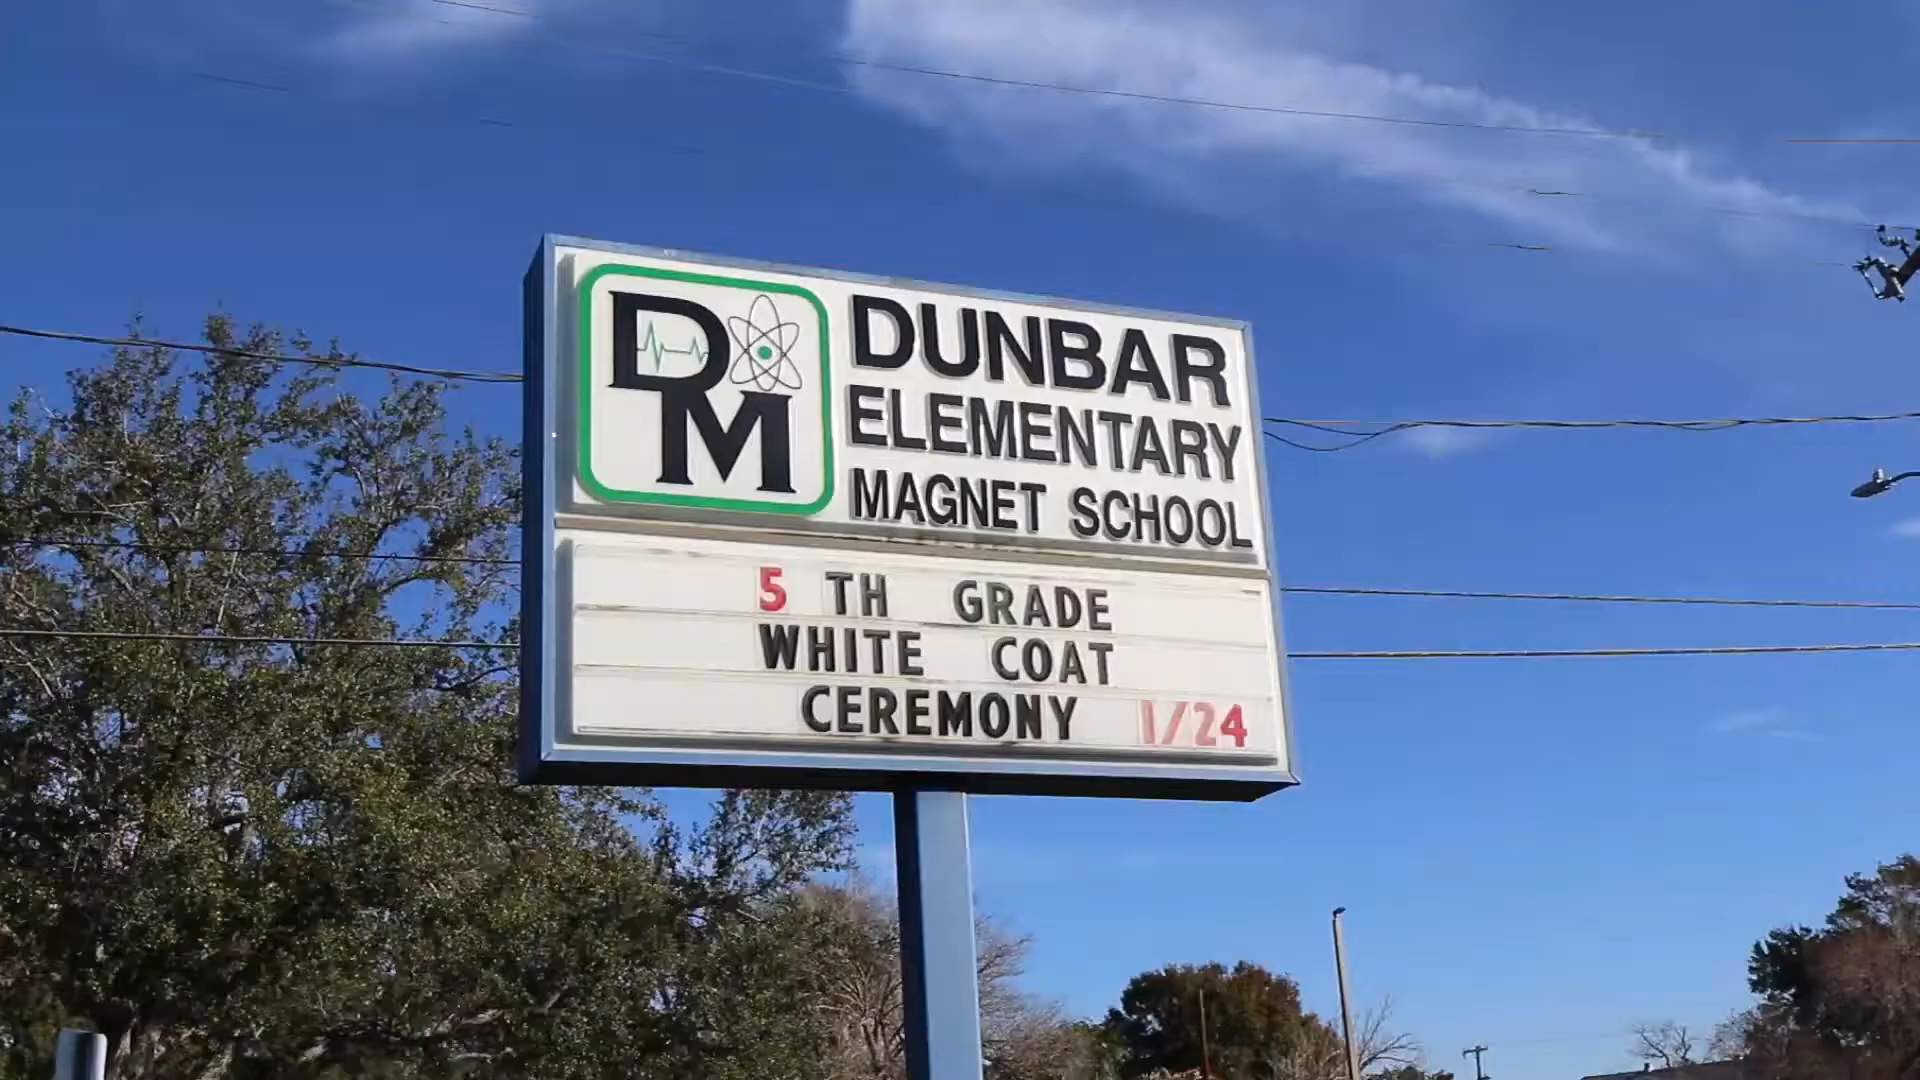 DM
DUNBAR
ELEMENTARY
MAGNET SCHOOL
5 TH GRADE
WHITE COAT
CEREMONY 1/24